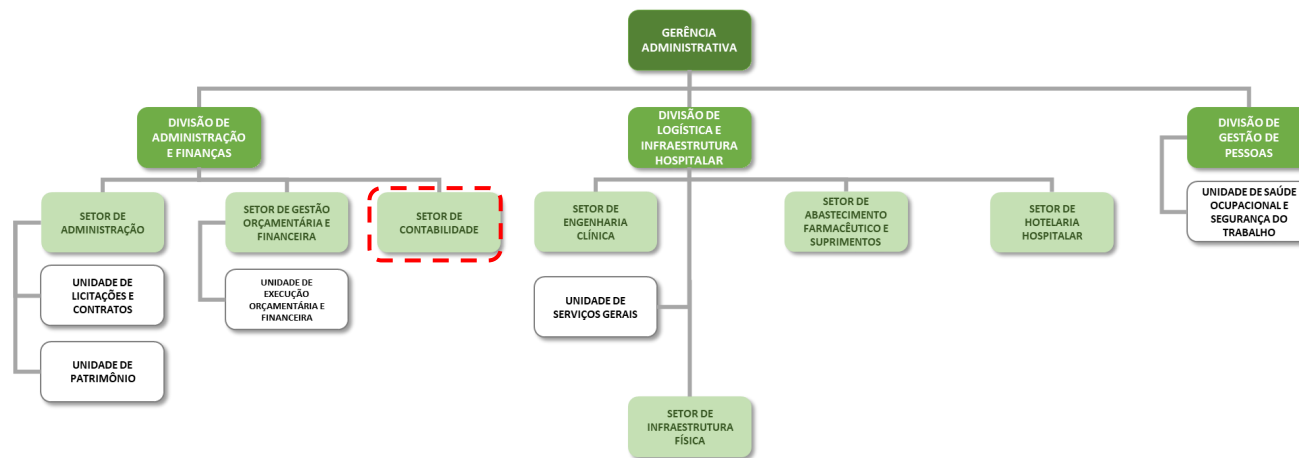 GERÊNCIA
ADMINISTRATIVA
DIVISÃO DE
ADMINISTRAÇÃO
E FINANÇAS
DIVISÃO DE
LOGÍSTICA E
INFRAESTRUTURA
HOSPITALAR
DIVISÃO DE
GESTÃO DE
PESSOAS
SETOR DE
ADMINISTRAÇÃO
SETOR DE GESTÃO
ORÇAMENTÁRIA E
FINANCEIRA
SETOR DE
CONTABILIDADE
SETOR DE
ENGENHARIA
CLÍNICA
SETOR DE
ABASTECIMENTO
FARMACÊUTICO E
SUPRIMENTOS
SETOR DE
HOTELARIA
HOSPITALAR
UNIDADE DE SAÚDE
OCUPACIONAL E
SEGURANÇA DO
TRABALHO
UNIDADE DE
LICITAÇÕES E
CONTRATOS
UNIDADE DE
EXECUÇÃO
ORÇAMENTÁRIA E
FINANCEIRA
UNIDADE DE
SERVIÇOS GERAIS
UNIDADE DE
PATRIMÔNIO
SETOR DE
INFRAESTRUTURA
FÍSICA